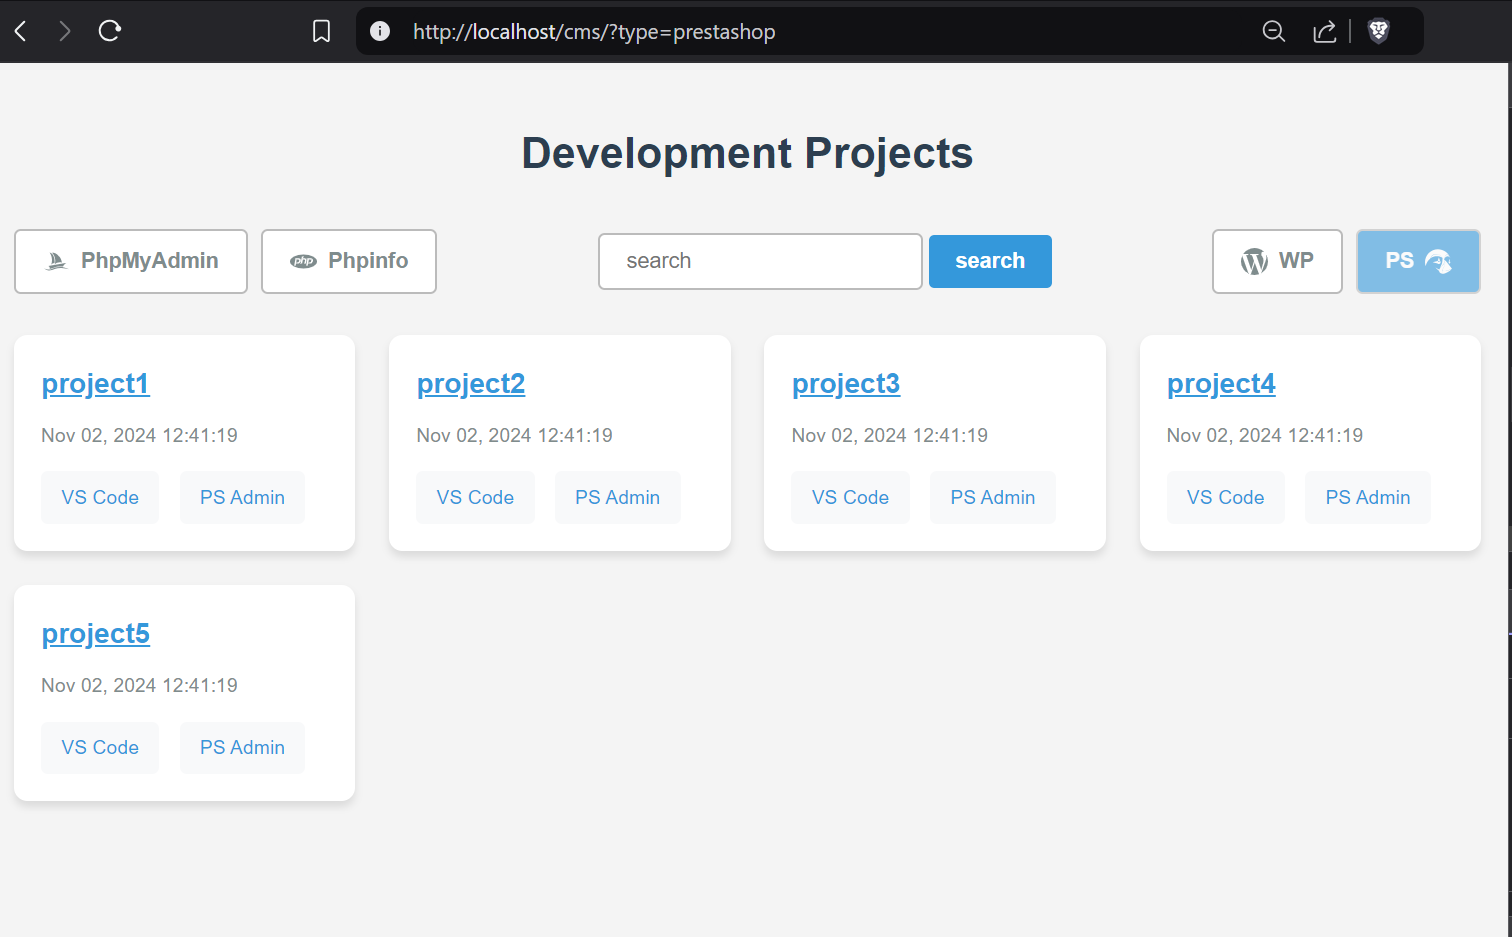 http://localhost/cms/?type=prestashop
Development Projects
PhpMyAdmin php Phpinfo search search WP PS
project1 project2 project3 project4
Nov 02, 2024 12:41:19 Nov 02, 2024 12:41:19 Nov 02, 2024 12:41:19 Nov 02, 2024 12:41:19
VS Code PS Admin VS Code PS Admin VS Code PS Admin VS Code PS Admin
project5
Nov 02, 2024 12:41:19
VS Code PS Admin